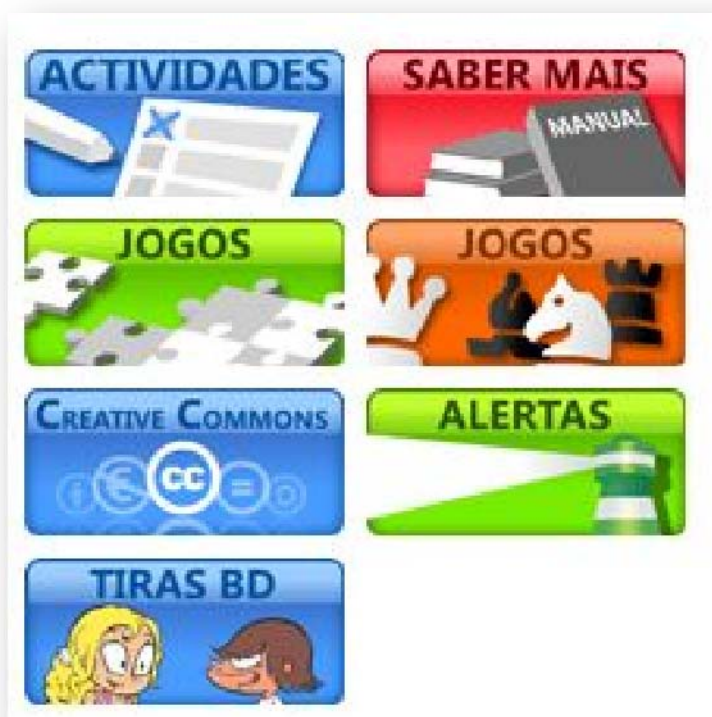 ACTIVIDADES
SABER MAIS
MANUAL
JOGOS
JOGOS
CREATIVE COMMONS
cc
ALERTAS
TIRAS BD